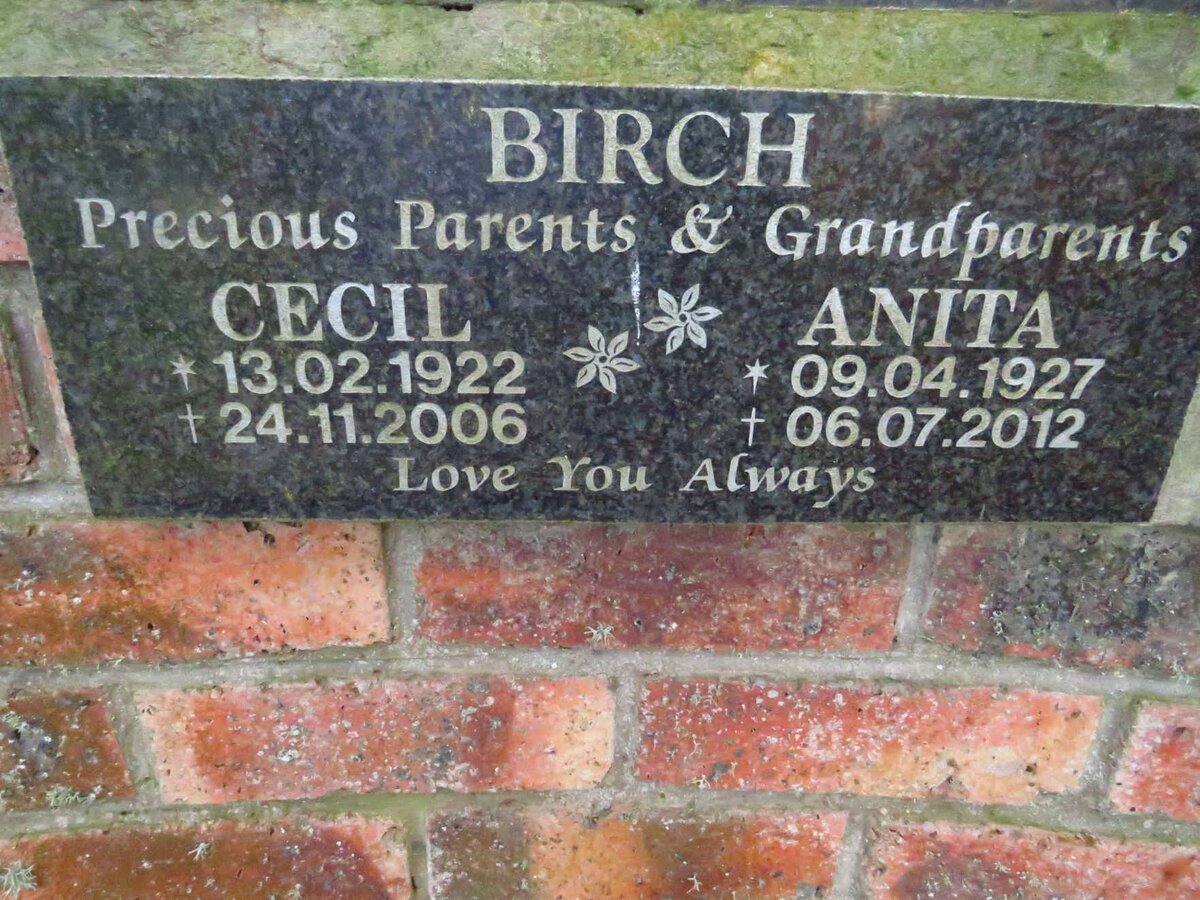 BIRCH
Precious Parents & Grandparents
CECIL ANITA
* 13.02.1922 * 09.04.1927
† 24.11.2006 † 06.07.2012
Love You Always